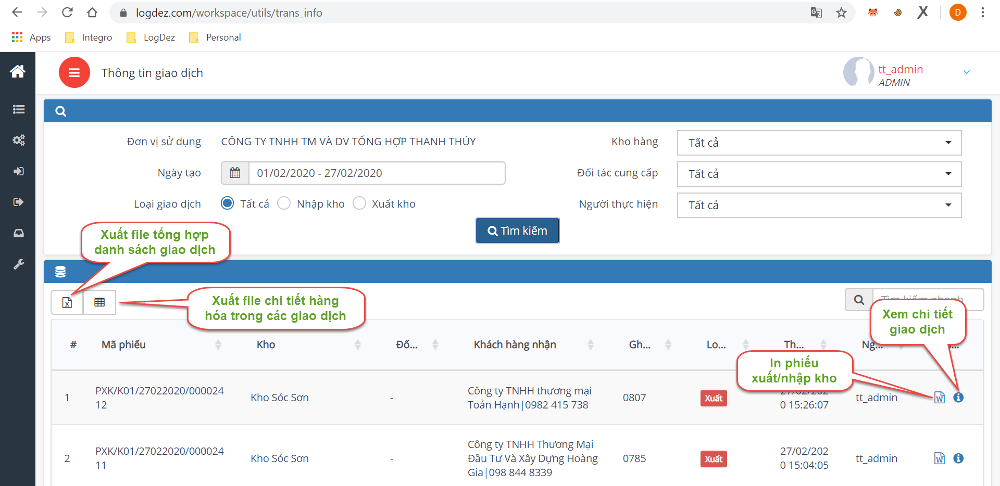 logdez.com/workspace/utils/trans_info
D
Apps
Integro
LogDez
Personal
Thông tin giao dịch
tt_admin
ADMIN
Đơn vị sử dụng
CÔNG TY TNHH TM VÀ DV TỔNG HỢP THANH THÚY
Kho hàng
Tất cả
Ngày tạo
01/02/2020 - 27/02/2020
Đối tác cung cấp
Tất cả
Loại giao dịch
Tất cả
Nhập kho
Xuất kho
Người thực hiện
Tất cả
Tìm kiếm
Xuất file tổng hợp
danh sách giao dịch
Xuất file chi tiết hàng
hóa trong các giao dịch
Tìm kiếm nhanh
Xem chi tiết
giao dịch
In phiếu
xuất/nhập kho
#
Mã phiếu
Kho
Đố...
Khách hàng nhận
Gh...
Lo...
Th...
Ng...
1
PXK/K01/27022020/000024
12
Kho Sóc Sơn
-
Công ty TNHH thương mại
Toản Hạnh|0982 415 738
0807
Xuất
27/02/202
0 15:26:07
tt_admin
2
PXK/K01/27022020/000024
11
Kho Sóc Sơn
-
Công ty TNHH Thương Mại
Đầu Tư Và Xây Dựng Hoàng
Gia|098 844 8339
0785
Xuất
27/02/202
0 15:04:05
tt_admin